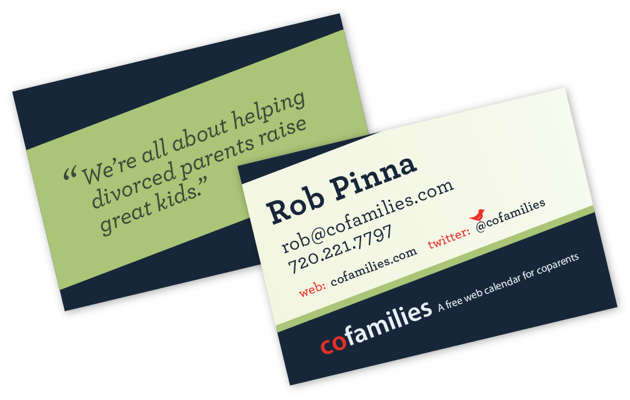 “We’re all about helping
divorced parents raise
great kids.”
Rob Pinna
rob@cofamilies.com
720.221.7797
web: cofamilies.com twitter: @cofamilies
cofamilies A free web calendar for coparents